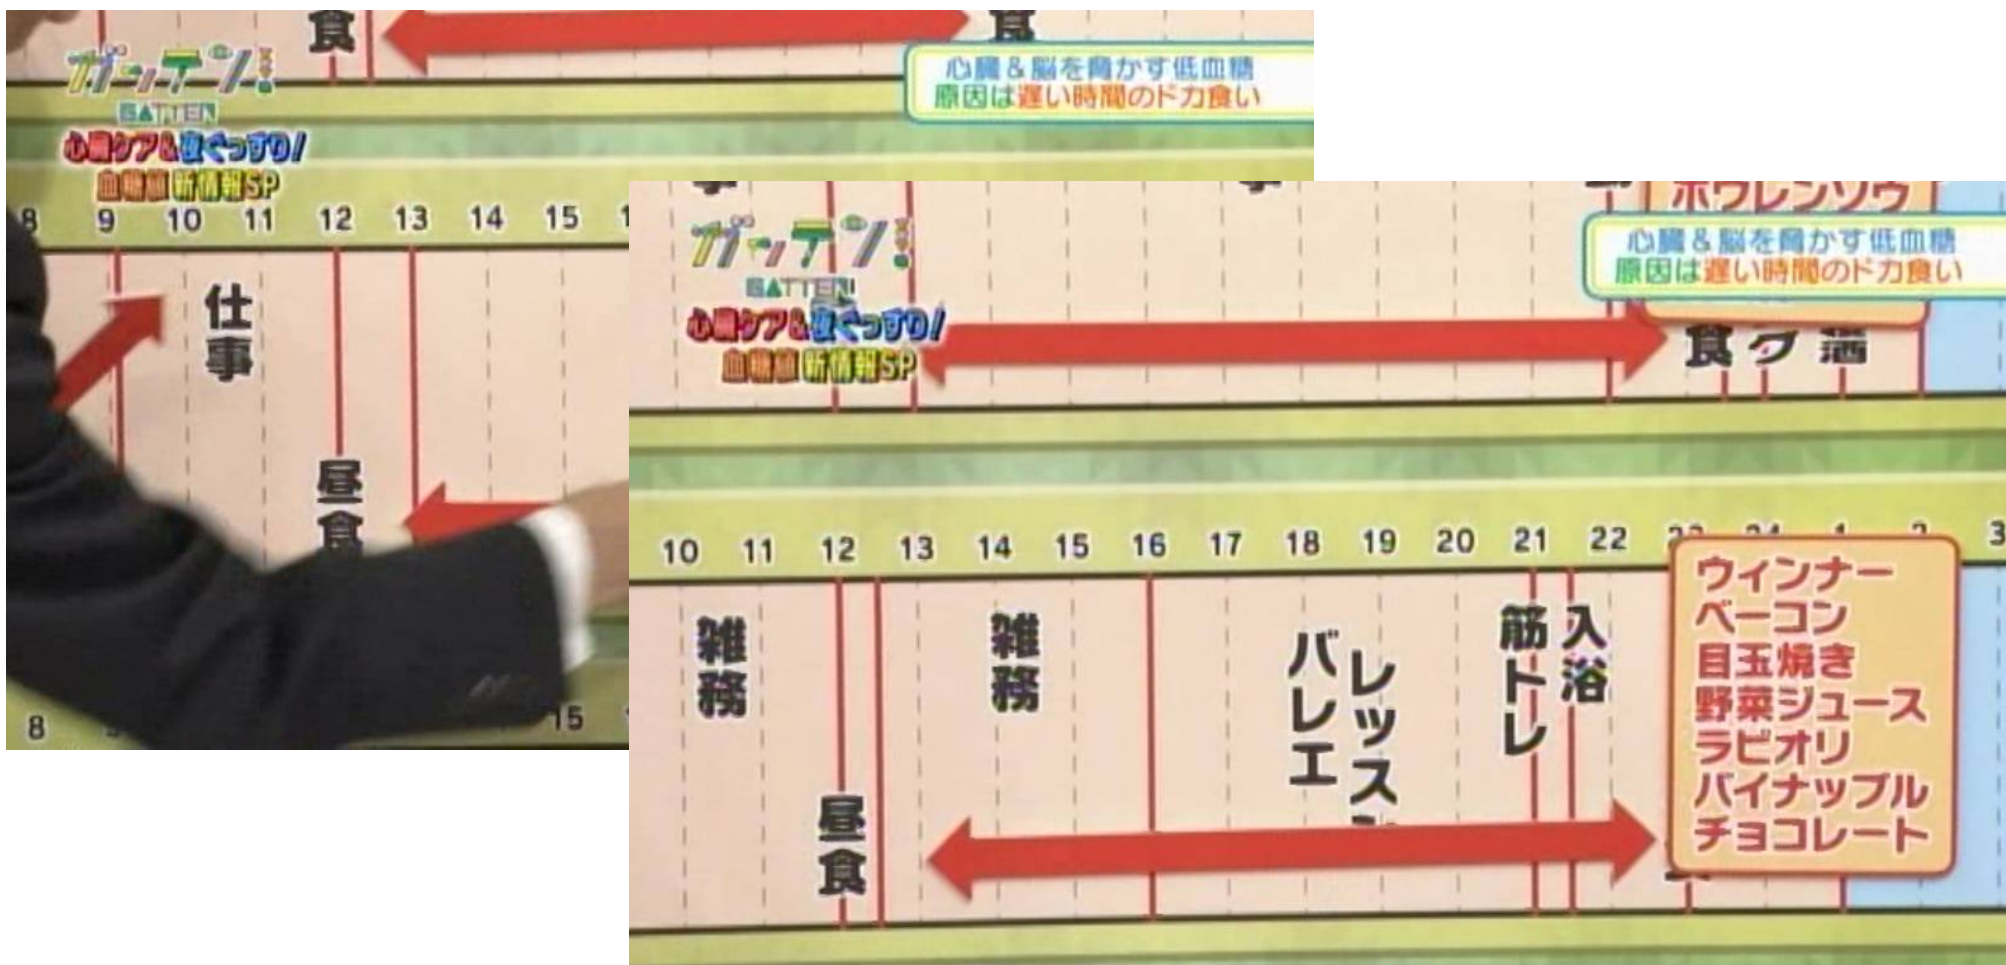 食
食
ガッテン!
GATTEN
心臓&脳を脅かす低血糖
原因は遅い時間のドカ食い
心臓ケア&夜ぐっすり!
血糖値 新情報SP
8 9 10 11 12 13 14 15
仕事
昼食
8
15
ホウレンソウ
ガッテン!
GATTEN!
心臓&脳を脅かす低血糖
原因は遅い時間のドカ食い
心臓ケア&夜ぐっすり!
血糖値 新情報SP
食 グ 酒
10 11 12 13 14 15 16 17 18 19 20 21 22 23 24 1 2 3
雑務
昼食
雑務
バレエ
レッスン
筋トレ
入浴
ウィンナー
ベーコン
目玉焼き
野菜ジュース
ラビオリ
パイナップル
チョコレート